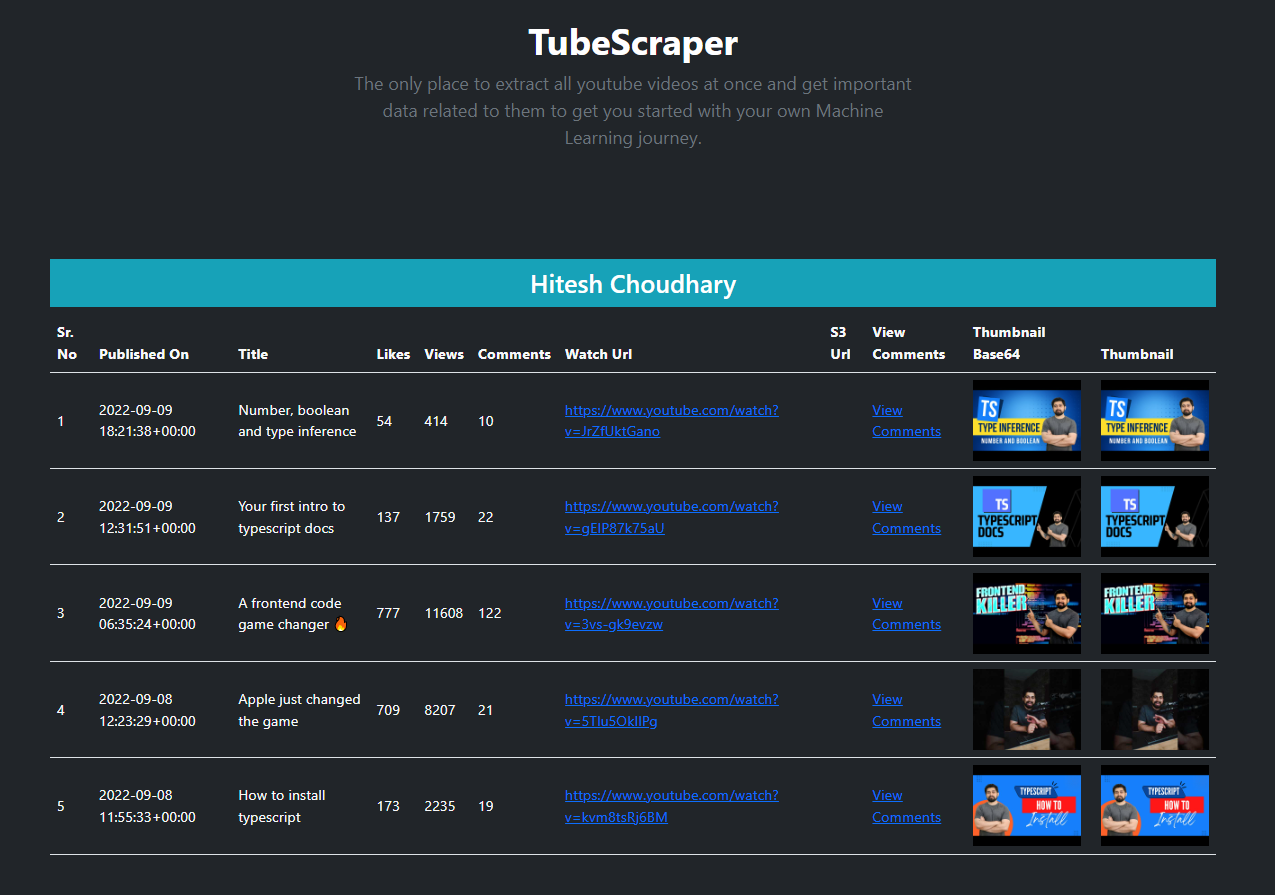 TubeScraper
The only place to extract all youtube videos at once and get important
data related to them to get you started with your own Machine
Learning journey.
Hitesh Choudhary
Sr. No Published On Title Likes Views Comments Watch Url S3 Url View Comments Thumbnail Base64 Thumbnail
1 2022-09-09 18:21:38+00:00 Number, boolean and type inference 54 414 10 https://www.youtube.com/watch?v=JrZfUktGano View Comments
TS TYPE INFERENCE NUMBER AND BOOLEAN
TS TYPE INFERENCE NUMBER AND BOOLEAN
2 2022-09-09 12:31:51+00:00 Your first intro to typescript docs 137 1759 22 https://www.youtube.com/watch?v=gEIP87k75aU View Comments
TS TYPESCRIPT DOCS
TS TYPESCRIPT DOCS
3 2022-09-09 06:35:24+00:00 A frontend code game changer 🔥 777 11608 122 https://www.youtube.com/watch?v=3vs-gk9evzw View Comments
FRONTEND KILLER
FRONTEND KILLER
4 2022-09-08 12:23:29+00:00 Apple just changed the game 709 8207 21 https://www.youtube.com/watch?v=5TIu5OkIlPg View Comments
5 2022-09-08 11:55:33+00:00 How to install typescript 173 2235 19 https://www.youtube.com/watch?v=kvm8tsRj6BM View Comments
TYPESCRIPT HOW TO Install
TYPESCRIPT HOW TO Install